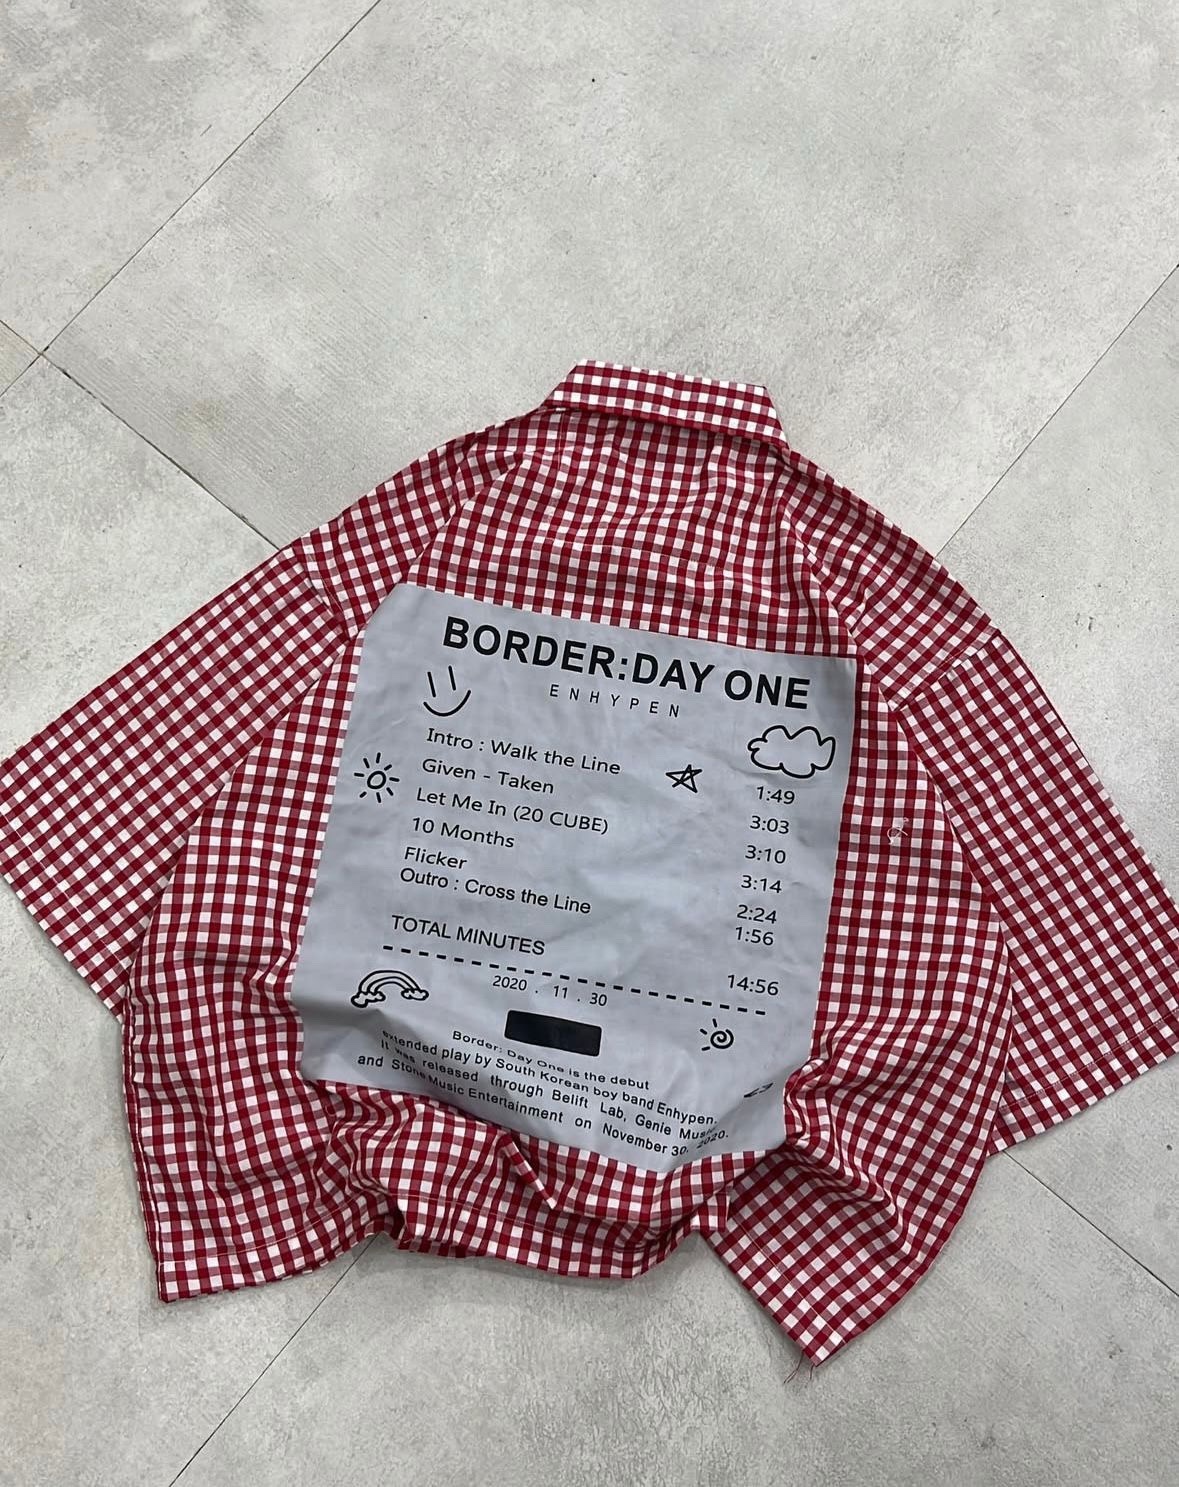 BORDER:DAY ONE
ENHYPEN
Intro : Walk the Line 1:49
Given - Taken 3:03
Let Me In (20 CUBE) 3:10
10 Months 3:14
Flicker 2:24
Outro : Cross the Line 1:56
TOTAL MINUTES 14:56
2020 . 11 . 30
Border: Day One is the debut
extended play by South Korean boy band Enhypen.
It was released through Belift Lab, Genie Music
and Stone Music Entertainment on November 30, 2020.